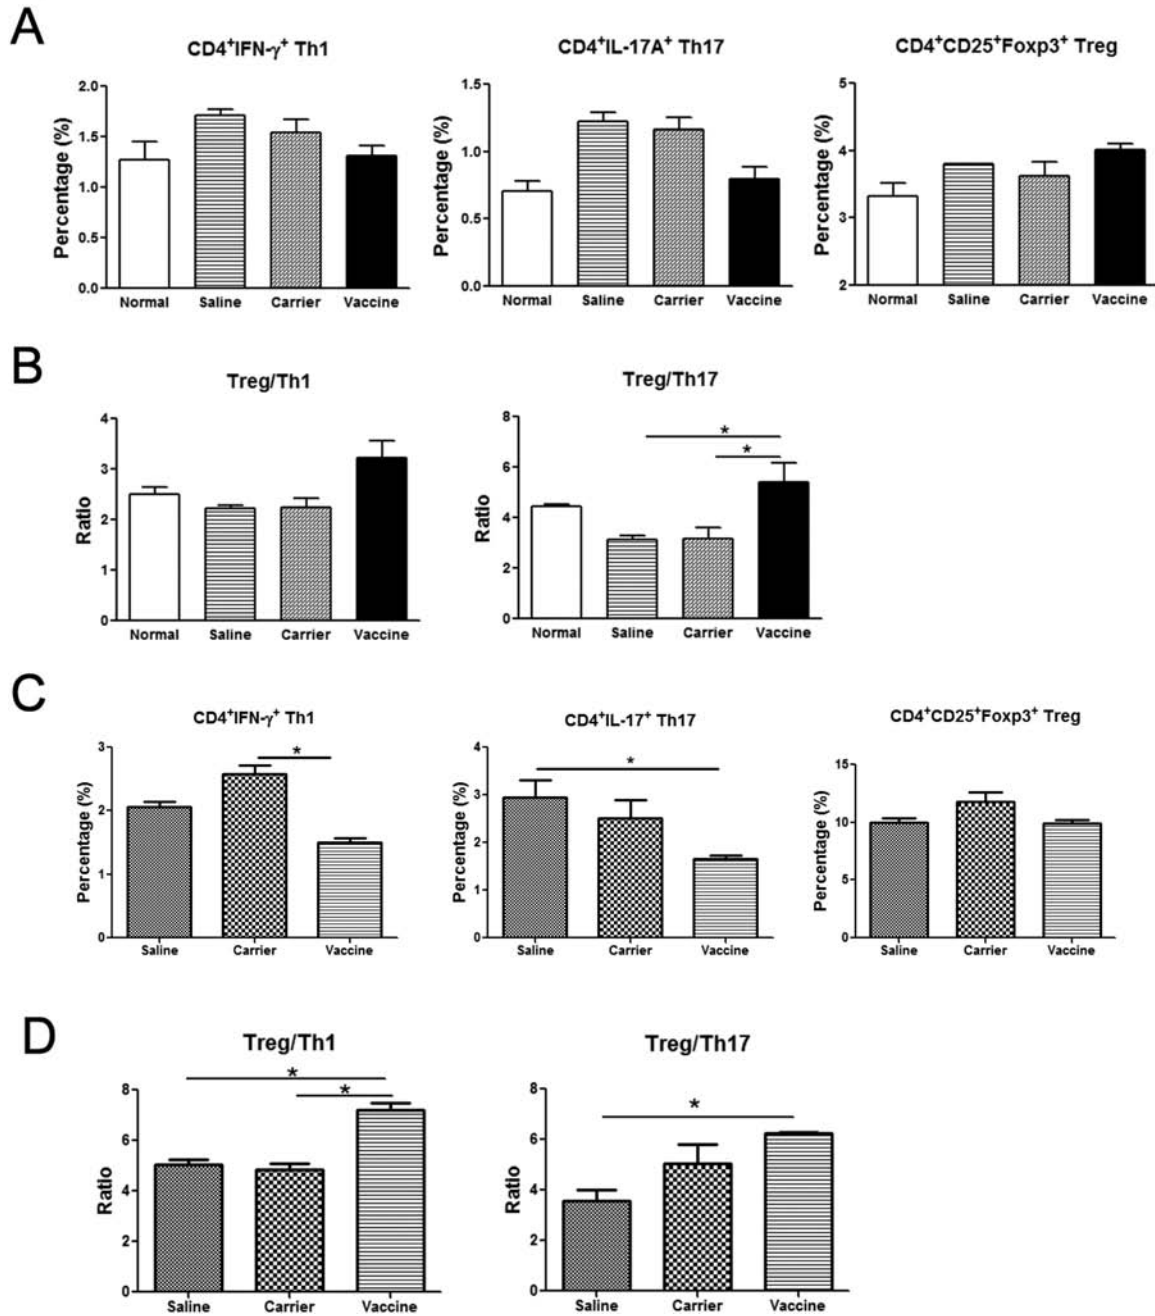 A
CD4⁺IFN-γ⁺ Th1
Percentage (%)
2.0
1.5
1.0
0.5
0.0
Normal Saline Carrier Vaccine
CD4⁺IL-17A⁺ Th17
Percentage (%)
1.5
1.0
0.5
0.0
Normal Saline Carrier Vaccine
CD4⁺CD25⁺Foxp3⁺ Treg
Percentage (%)
5
4
3
2
Normal Saline Carrier Vaccine
B
Treg/Th1
Ratio
4
3
2
1
0
Normal Saline Carrier Vaccine
Treg/Th17
Ratio
8
6
4
2
0
*
*
Normal Saline Carrier Vaccine
C
CD4⁺IFN-γ⁺ Th1
Percentage (%)
3
2
1
0
*
Saline Carrier Vaccine
CD4⁺IL-17⁺ Th17
Percentage (%)
4
3
2
1
0
*
Saline Carrier Vaccine
CD4⁺CD25⁺Foxp3⁺ Treg
Percentage (%)
15
10
5
0
Saline Carrier Vaccine
D
Treg/Th1
Ratio
8
6
4
2
0
*
*
Saline Carrier Vaccine
Treg/Th17
Ratio
8
6
4
2
0
*
Saline Carrier Vaccine